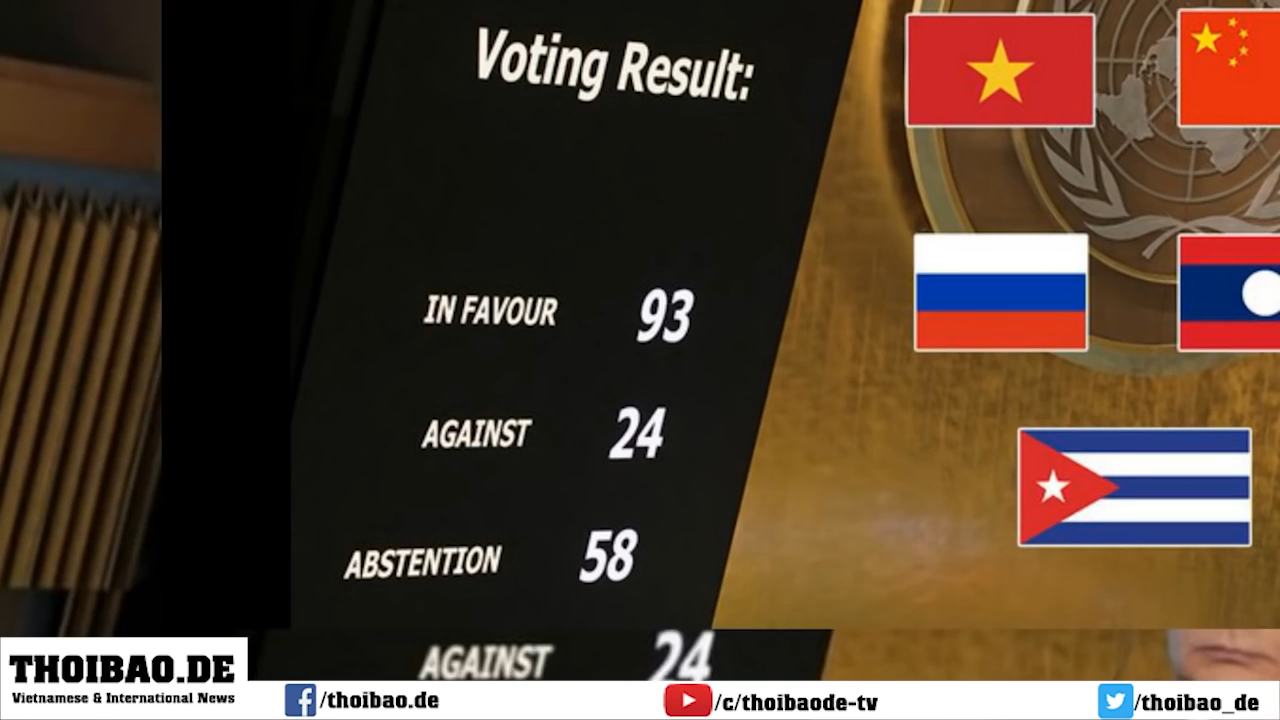 Voting Result:
IN FAVOUR 93
AGAINST 24
ABSTENTION 58
AGAINST 24
THOIBAO.DE
Vietnamese & International News
/thoibao.de
/c/thoibaode-tv
/thoibao_de